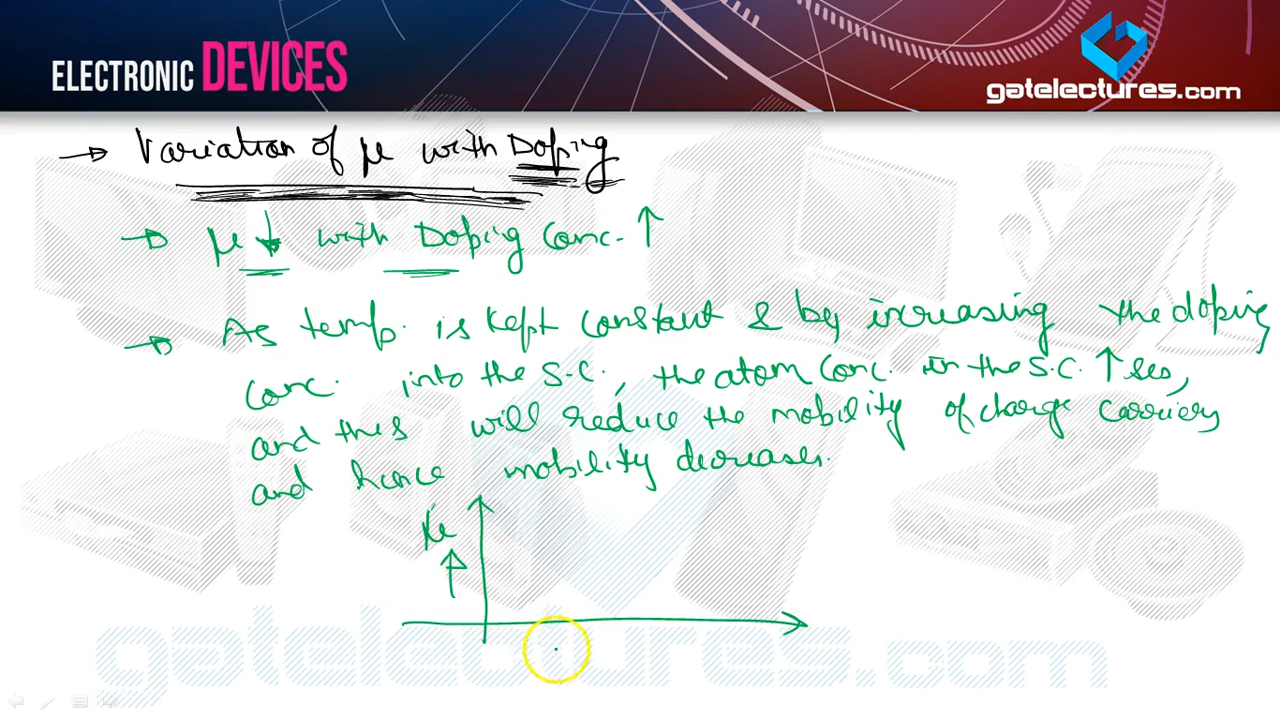 ELECTRONIC DEVICES
gatelectures.com
→ Variation of μ with Doping
→ μ ↓ with Doping Conc. ↑
→ As temp. is kept constant & by increasing the doping
conc. into the s.c., the atom conc. in the s.c. ↑ ses,
and this will reduce the mobility of charge carriers
and hence mobility decreases.
μ
↑
gatelectures.com